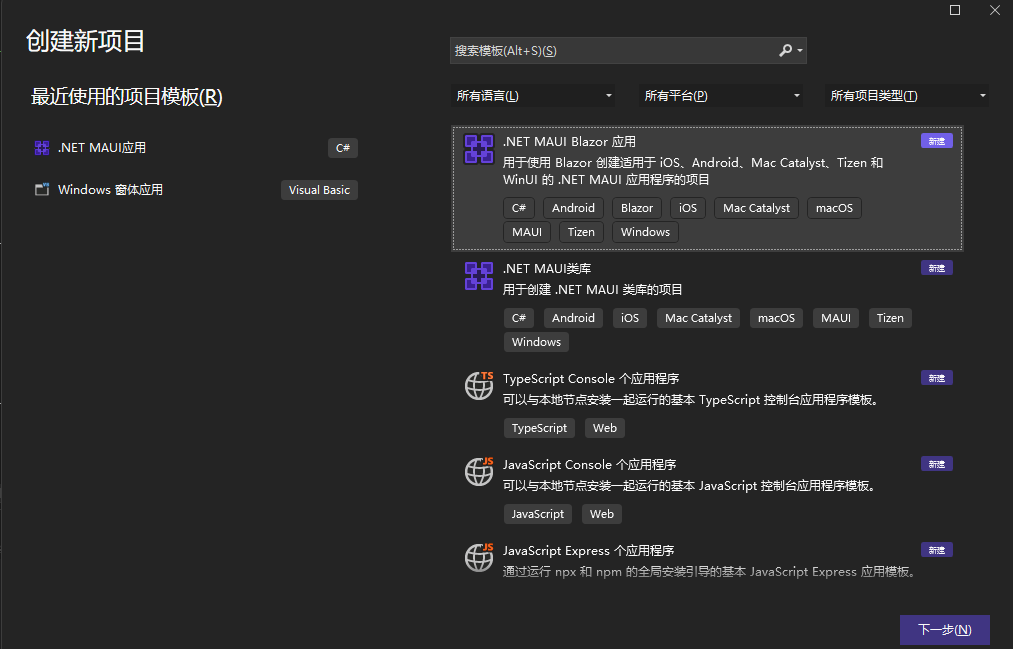 创建新项目
最近使用的项目模板(R)
.NET MAUI应用
C#
Windows 窗体应用
Visual Basic
搜索模板(Alt+S)(S)
所有语言(L)
所有平台(P)
所有项目类型(T)
.NET MAUI Blazor 应用
新建
用于使用 Blazor 创建适用于 iOS、Android、Mac Catalyst、Tizen 和
WinUI 的 .NET MAUI 应用程序的项目
C# Android Blazor iOS Mac Catalyst macOS
MAUI Tizen Windows
.NET MAUI类库
新建
用于创建 .NET MAUI 类库的项目
C# Android iOS Mac Catalyst macOS MAUI Tizen
Windows
TS
TypeScript Console 个应用程序
新建
可以与本地节点安装一起运行的基本 TypeScript 控制台应用程序模板。
TypeScript Web
JS
JavaScript Console 个应用程序
新建
可以与本地节点安装一起运行的基本 JavaScript 控制台应用程序模板。
JavaScript Web
JS
JavaScript Express 个应用程序
新建
通过运行 npx 和 npm 的全局安装引导的基本 JavaScript Express 应用模板。
下一步(N)